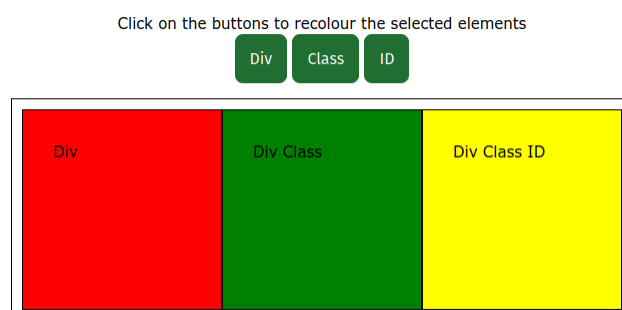 Click on the buttons to recolour the selected elements
Div Class ID
Div Div Class Div Class ID